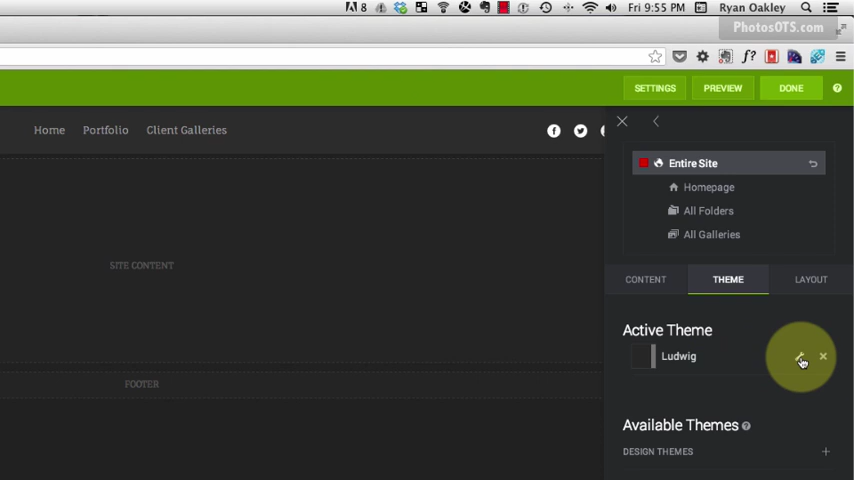 8 Fri 9:55 PM Ryan Oakley
PhotosOTS.com
f?
SETTINGS PREVIEW DONE ?
Home Portfolio Client Galleries
Entire Site
Homepage
All Folders
All Galleries
SITE CONTENT
CONTENT THEME LAYOUT
Active Theme
Ludwig
FOOTER
Available Themes ?
DESIGN THEMES